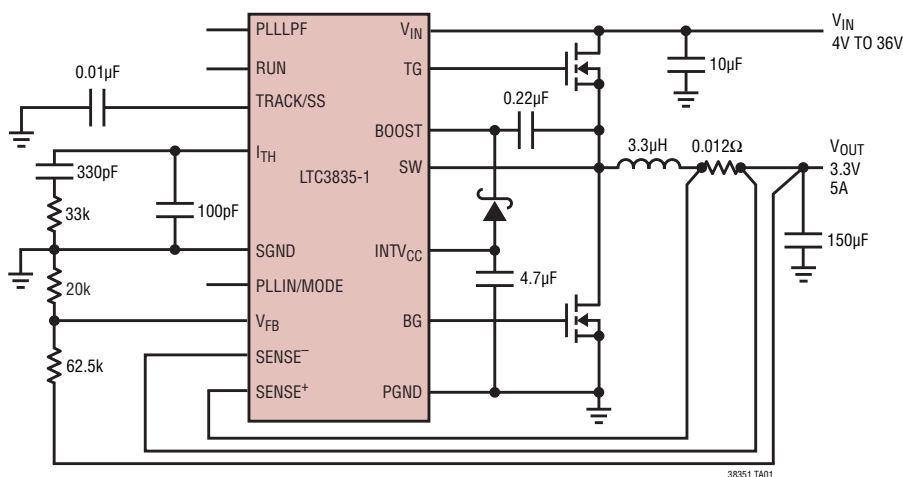 PLLLPF
RUN
0.01µF
TRACK/SS
I_TH
330pF
33k
100pF
SGND
20k
PLLIN/MODE
V_FB
62.5k
SENSE–
SENSE+
LTC3835-1
V_IN
TG
BOOST
SW
INTV_CC
BG
PGND
0.22µF
4.7µF
3.3µH
0.012Ω
10µF
V_IN
4V TO 36V
V_OUT
3.3V
5A
150µF
38351 TA01